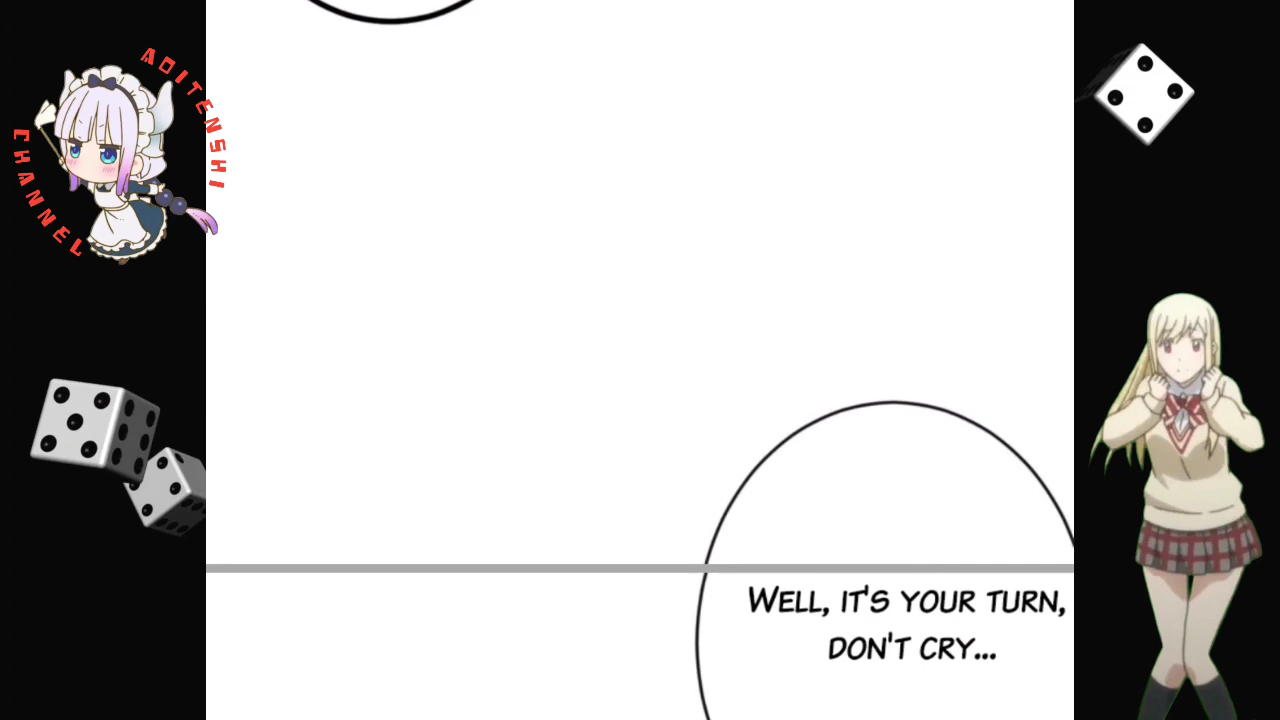 AOITENSHI
CHANNEL
WELL, IT'S YOUR TURN,
DON'T CRY...